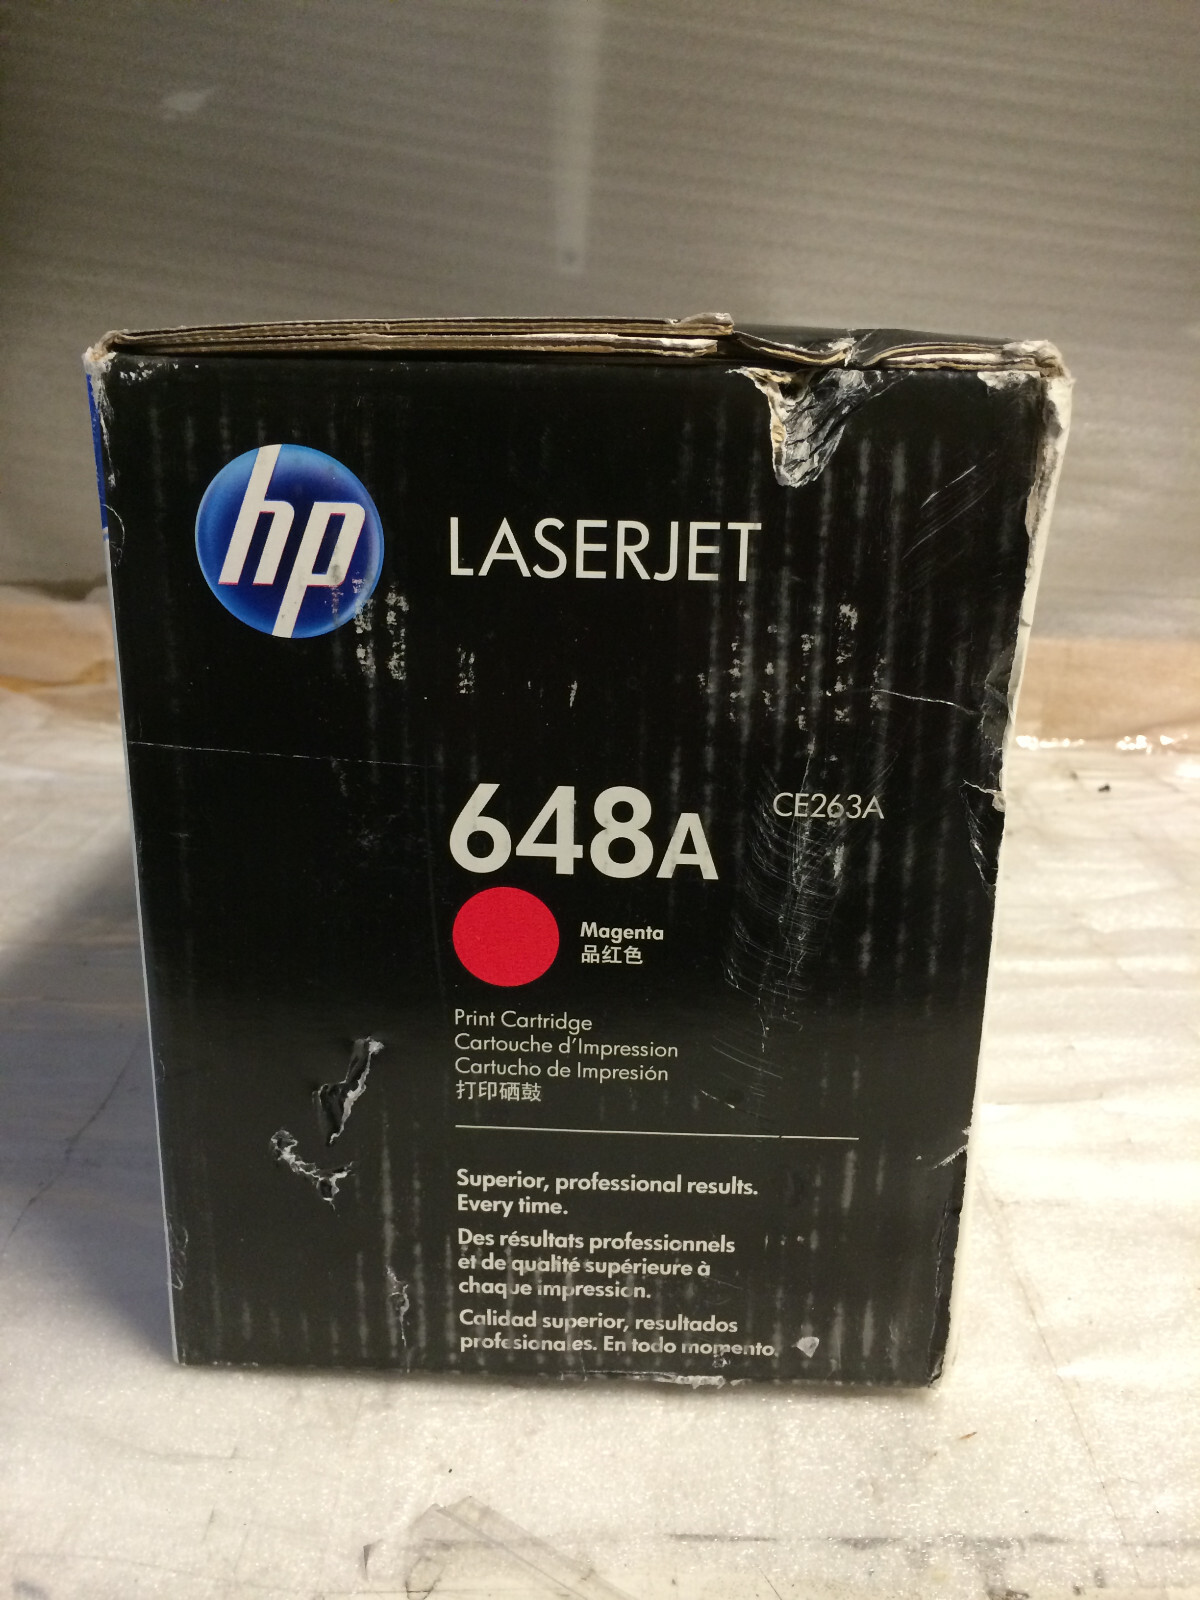 hp
LASERJET
648A
CE263A
Magenta
品红色
Print Cartridge
Cartouche d'Impression
Cartucho de Impresión
打印硒鼓
Superior, professional results.
Every time.
Des résultats professionnels
et de qualité supérieure à
chaque impression.
Calidad superior, resultados
profesionales. En todo momento.